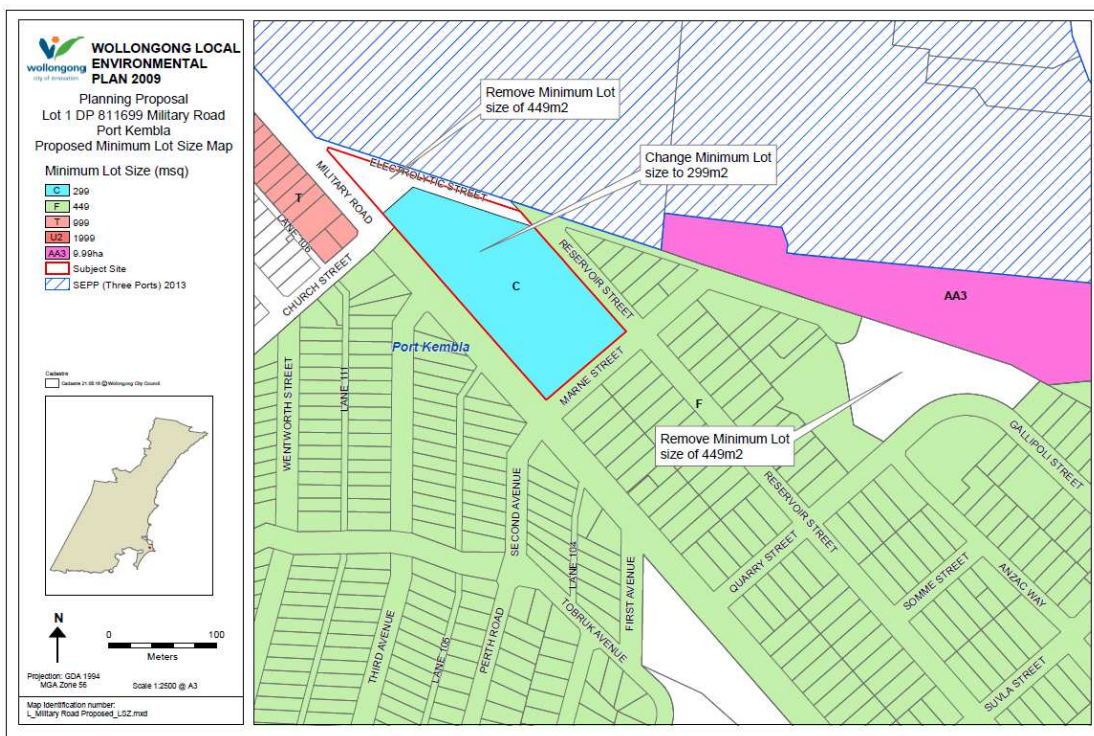 WOLLONGONG LOCAL
ENVIRONMENTAL
PLAN 2009
wollongong
city of innovation
Planning Proposal
Lot 1 DP 811699 Military Road
Port Kembla
Proposed Minimum Lot Size Map
Minimum Lot Size (msq)
C 299
F 449
T 999
U2 1999
AA3 9.99ha
Subject Site
SEPP (Three Ports) 2013
Cadastre
Cadastre 21.05.15 @ Wollongong City Council
N
0 100
Meters
Projection: GDA 1994
MGA Zone 56
Scale 1:2500 @ A3
Map Identification number:
L_Military Road Proposed_LSZ.mxd
Remove Minimum Lot
size of 449m2
Change Minimum Lot
size to 299m2
ELECTROLYTIC STREET
MILITARY ROAD
T
LANE 106
CHURCH STREET
C
RESERVOIR STREET
AA3
Port Kembla
MARNE STREET
WENTWORTH STREET
LANE 111
F
Remove Minimum Lot
size of 449m2
GALLIPOLI STREET
SECOND AVENUE
RESERVOIR STREET
LANE 104
FIRST AVENUE
QUARRY STREET
SOMME STREET
ANZAC WAY
THIRD AVENUE
LANE 105
PERTH ROAD
TOBRUK AVENUE
SUVLA STREET